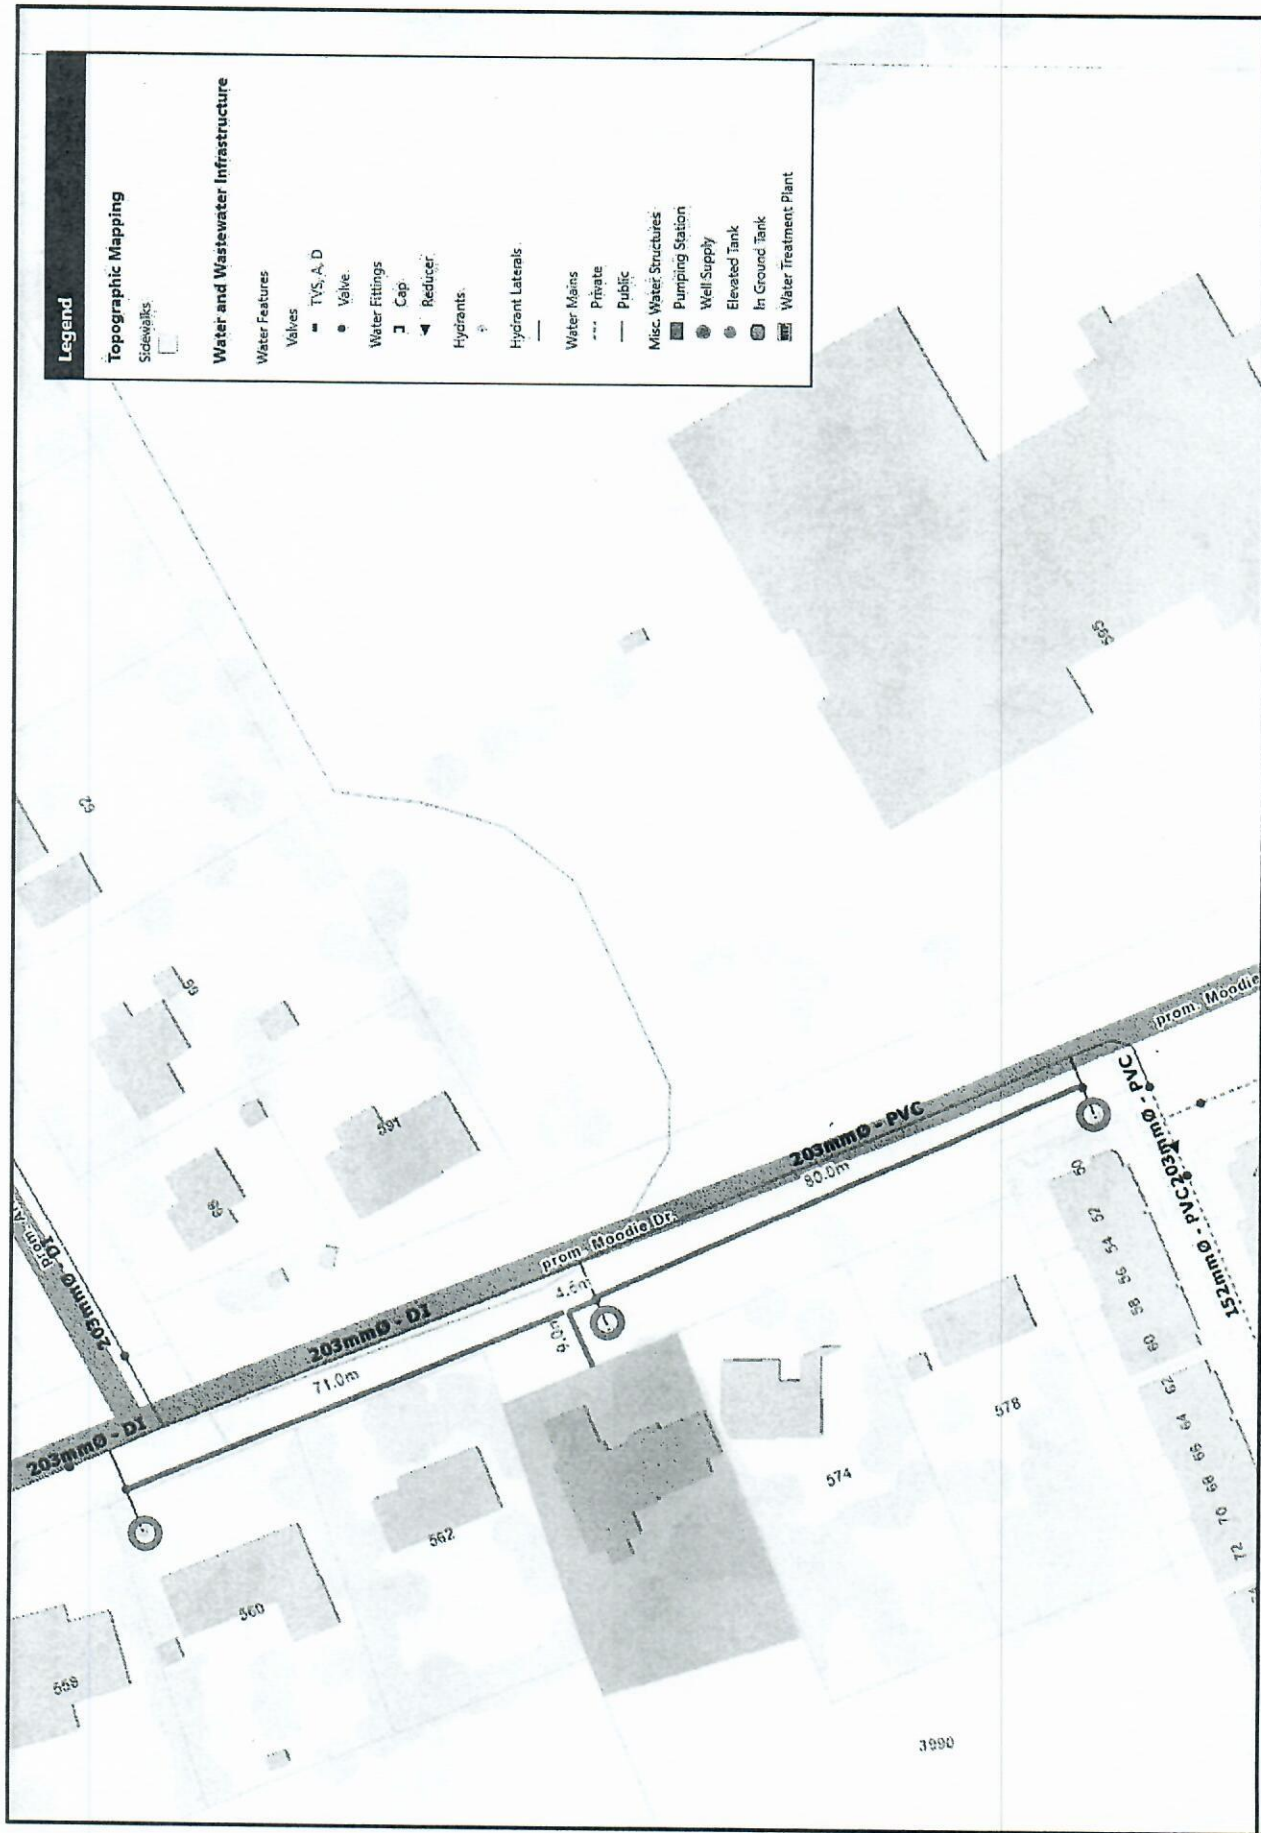 Legend
Topographic Mapping
Sidewalks
Water and Wastewater Infrastructure
Water Features
Valves
TVS, A, D
Valve
Water Fittings
Cap
Reducer
Hydrants
Hydrant Laterals
Water Mains
Private
Public
Misc. Water Structures
Pumping Station
Well Supply
Elevated Tank
In Ground Tank
Water Treatment Plant
203mmØ - DI
203mmØ - DI
203mmØ - DI
203mmØ - PVC
203mmØ - PVC
152mmØ - PVC
prom. Moodie Dr.
prom. Moodie
71.0m
9.0m
4.6m
80.0m
558
560
562
574
578
3990
591
595
50
52
54
56
58
60
62
64
66
68
70
72